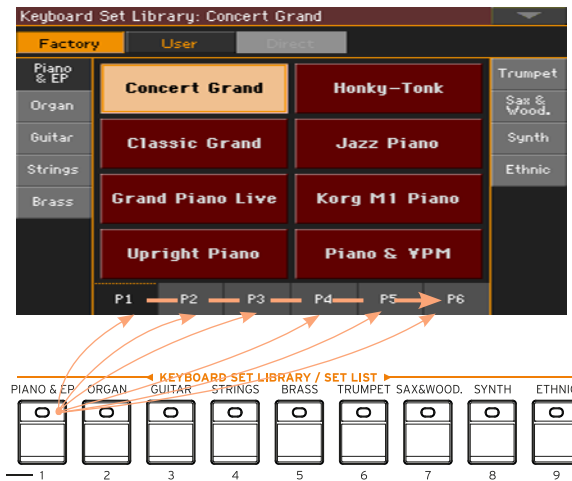 Keyboard Set Library: Concert Grand
Factory User Direct
Piano & EP
Organ
Guitar
Strings
Brass
Concert Grand Honky-Tonk
Classic Grand Jazz Piano
Grand Piano Live Korg M1 Piano
Upright Piano Piano & ¥PM
Trumpet
Sax & Wood.
Synth
Ethnic
P1 P2 P3 P4 P5 P6
KEYBOARD SET LIBRARY / SET LIST
PIANO & EP ORGAN GUITAR STRINGS BRASS TRUMPET SAX&WOOD. SYNTH ETHNIC
1 2 3 4 5 6 7 8 9